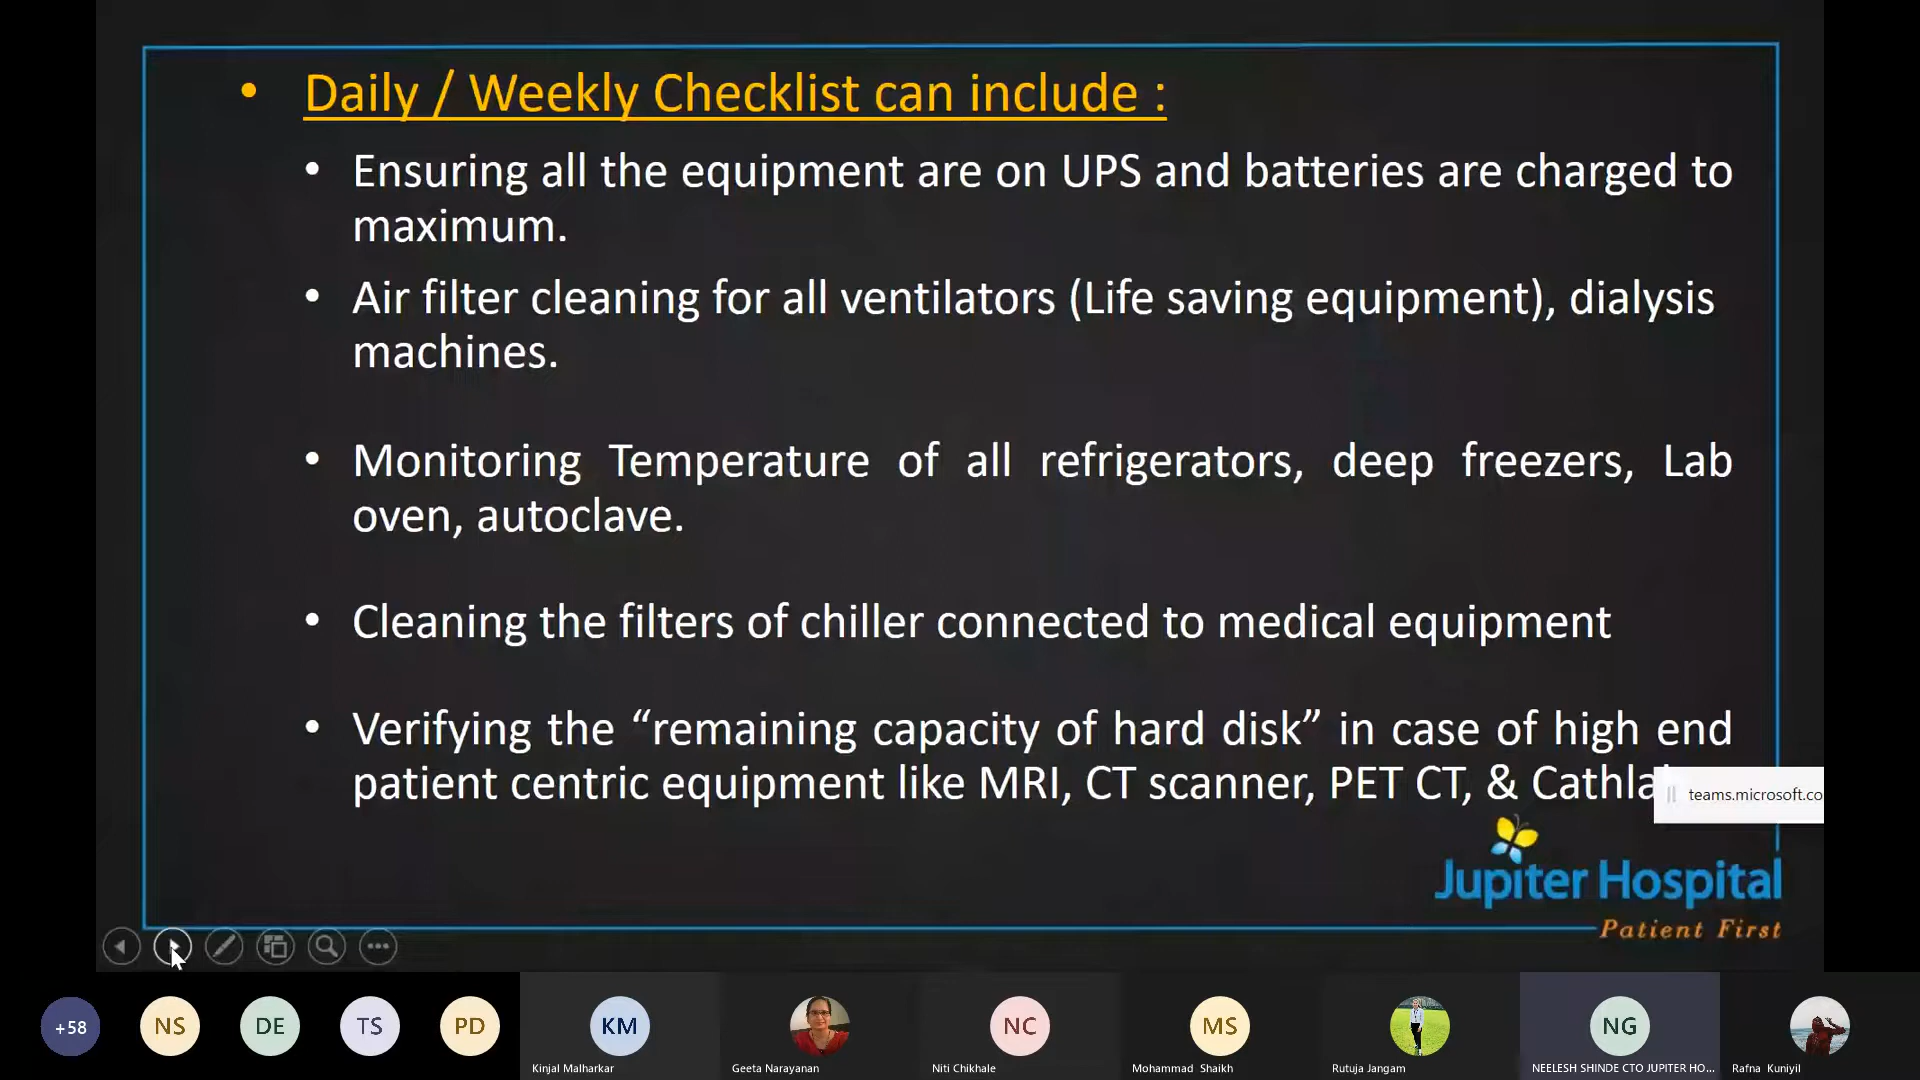 • Daily / Weekly Checklist can include :
• Ensuring all the equipment are on UPS and batteries are charged to
maximum.
• Air filter cleaning for all ventilators (Life saving equipment), dialysis
machines.
• Monitoring Temperature of all refrigerators, deep freezers, Lab
oven, autoclave.
• Cleaning the filters of chiller connected to medical equipment
• Verifying the “remaining capacity of hard disk” in case of high end
patient centric equipment like MRI, CT scanner, PET CT, & Cathla
teams.microsoft.co
Jupiter Hospital
Patient First
+58
NS
DE
TS
PD
KM
NC
MS
NG
Kinjal Malharkar
Geeta Narayanan
Niti Chikhale
Mohammad Shaikh
Rutuja Jangam
NEELESH SHINDE CTO JUPITER HO...
Rafna Kuniyil